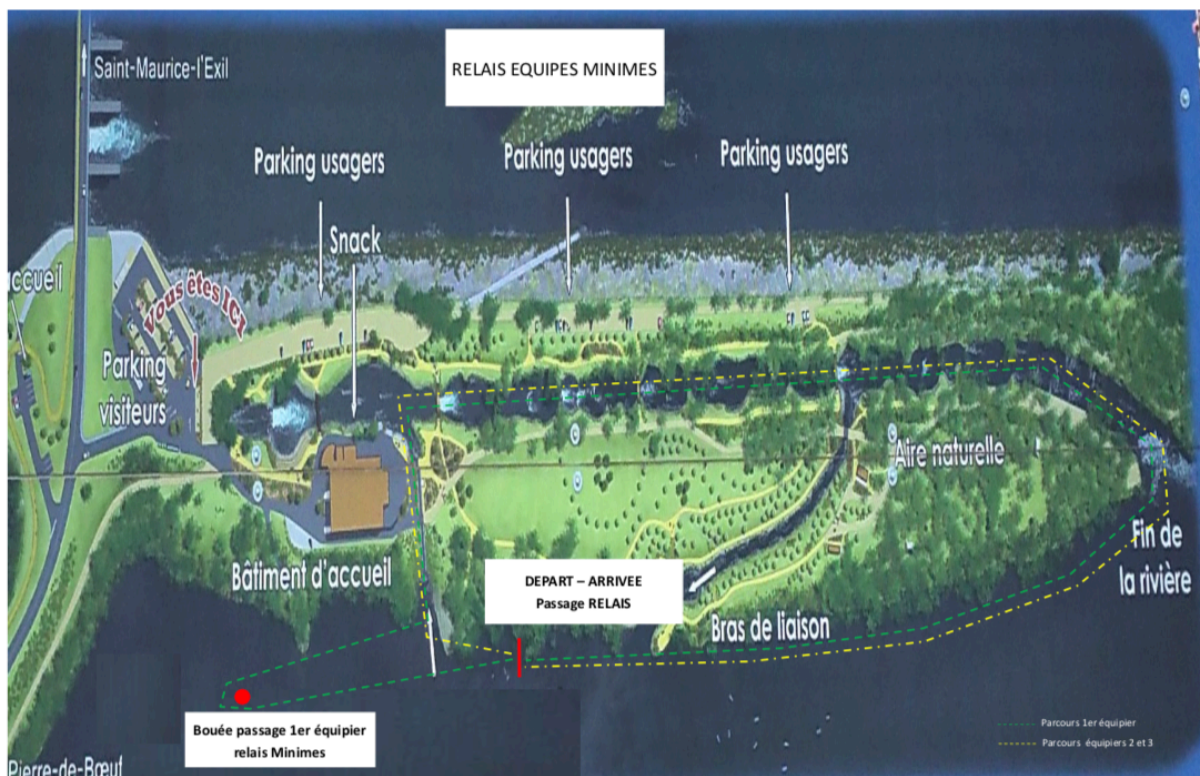 Saint-Maurice-l'Exil
RELAIS EQUIPES MINIMES
Parking usagers
Parking usagers
Parking usagers
Snack
accueil
Vous êtes ICI
Parking
visiteurs
Aire naturelle
Bâtiment d'accueil
DEPART – ARRIVEE
Passage RELAIS
Fin de
la rivière
Bras de liaison
Bouée passage 1er équipier
relais Minimes
Parcours 1er équipier
Parcours équipiers 2 et 3
Pierre-de-Bœuf